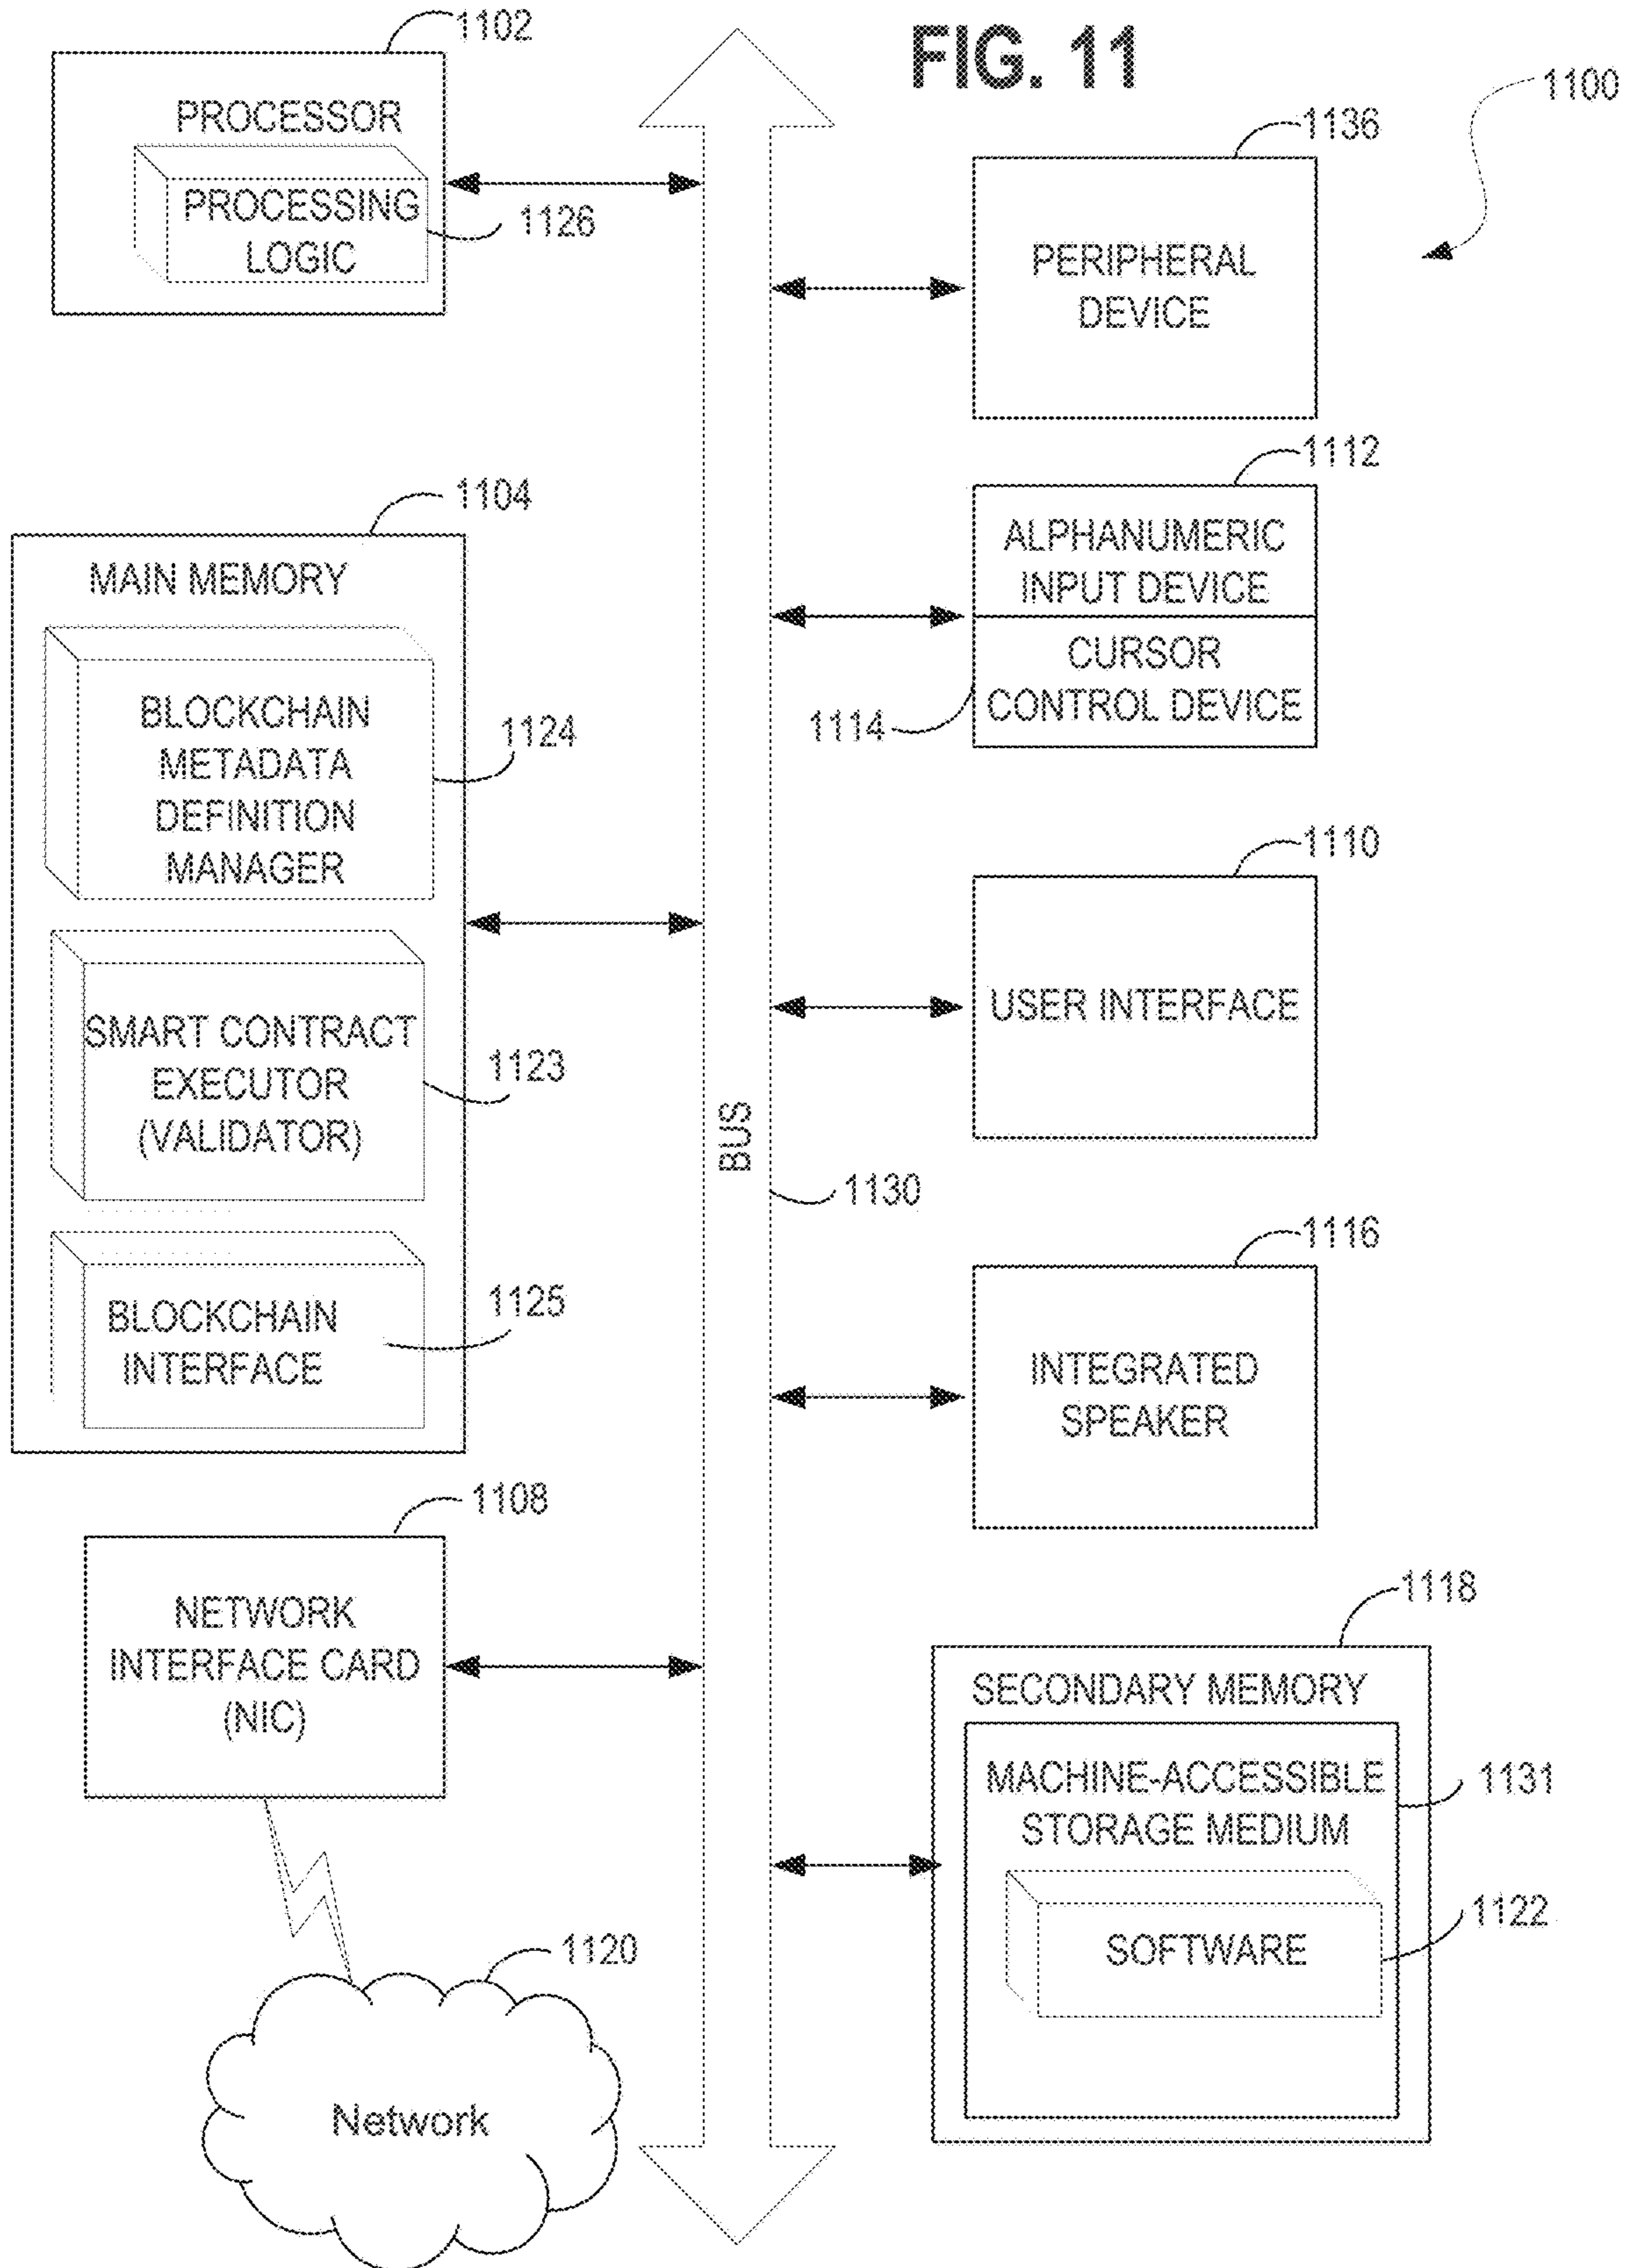 FIG. 11
1100
1102
PROCESSOR
PROCESSING
LOGIC
1126
1136
PERIPHERAL
DEVICE
1112
ALPHANUMERIC
INPUT DEVICE
CURSOR
CONTROL DEVICE
1114
1104
MAIN MEMORY
BLOCKCHAIN
METADATA
DEFINITION
MANAGER
1124
SMART CONTRACT
EXECUTOR
(VALIDATOR)
1123
BLOCKCHAIN
INTERFACE
1125
1110
USER INTERFACE
BUS
1130
1116
INTEGRATED
SPEAKER
1108
NETWORK
INTERFACE CARD
(NIC)
1118
SECONDARY MEMORY
MACHINE-ACCESSIBLE
STORAGE MEDIUM
1131
SOFTWARE
1122
1120
Network